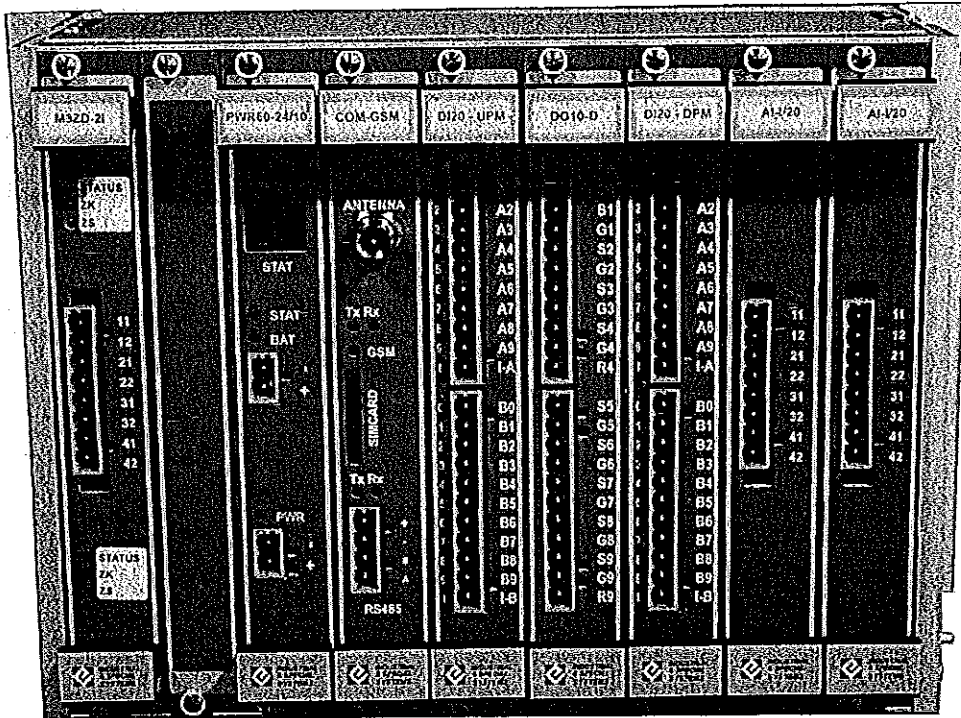 PWR60-24/10
COM-GSM
DI20 - UPM
DO10-D
DI20 - DPM
AI-I/20
AI-I/20
STATUS
ZK
ZS
11
12
21
22
31
32
41
42
STATUS
ZK
STAT
STAT
BAT
+
PWR
+
ANTENNA
Tx Rx
GSM
SIMCARD
Tx Rx
A
RS485
A2
A3
A4
A5
A6
A7
A8
A9
I-A
B0
B1
B2
B3
B4
B5
B6
B7
B8
B9
I-B
B1
G1
S2
G2
S3
G3
S4
G4
R4
S5
G5
S6
G6
S7
G7
S8
G8
S9
G9
R9
A2
A3
A4
A5
A6
A7
A8
A9
I-A
B0
B1
B2
B3
B4
B5
B6
B7
B8
B9
I-B
11
12
21
22
31
32
41
42
11
12
21
22
31
32
41
42